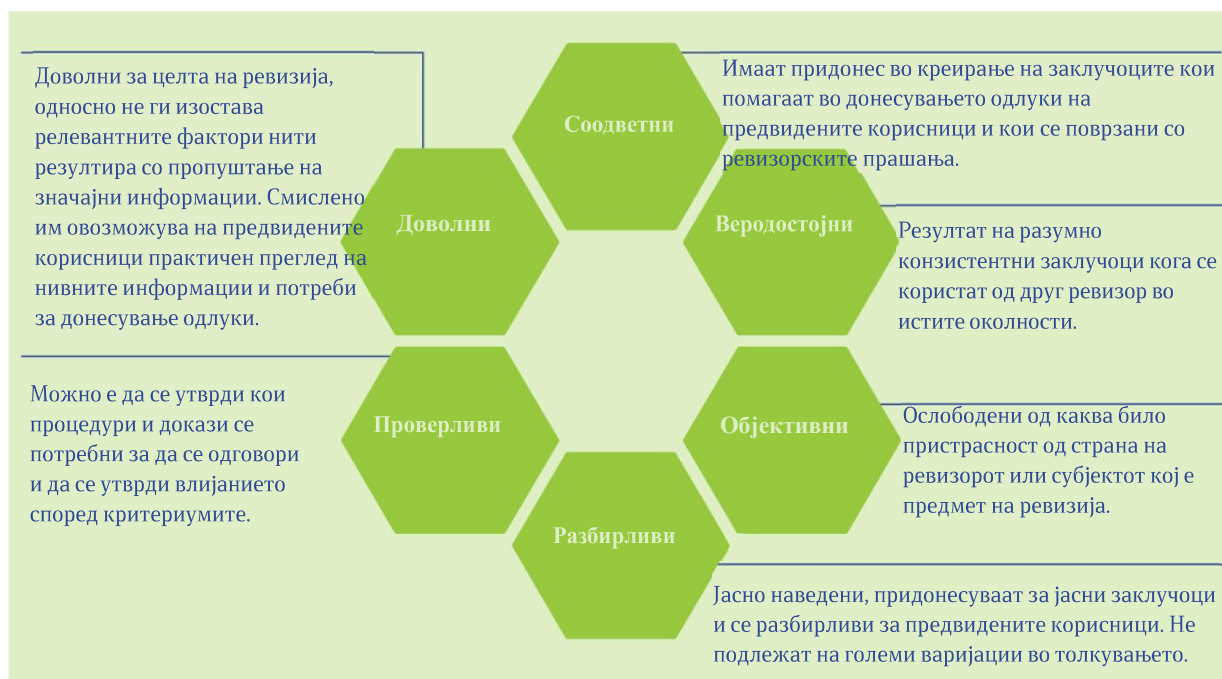 Соодветни
Имаат придонес во креирање на заклучоците кои
помагаат во донесувањето одлуки на
предвидените корисници и кои се поврзани со
ревизорските прашања.
Доволни
Доволни за целта на ревизија,
односно не ги изостава
релевантните фактори нити
резултира со пропуштање на
значајни информации. Смислено
им овозможува на предвидените
корисници практичен преглед на
нивните информации и потреби
за донесување одлуки.
Веродостојни
Резултат на разумно
конзистентни заклучоци кога се
користат од друг ревизор во
истите околности.
Проверливи
Можно е да се утврди кои
процедури и докази се
потребни за да се одговори
и да се утврди влијанието
според критериумите.
Објективни
Ослободени од каква било
пристрасност од страна на
ревизорот или субјектот кој е
предмет на ревизија.
Разбирливи
Јасно наведени, придонесуваат за јасни заклучоци
и се разбирливи за предвидените корисници. Не
подлежат на големи варијации во толкувањето.